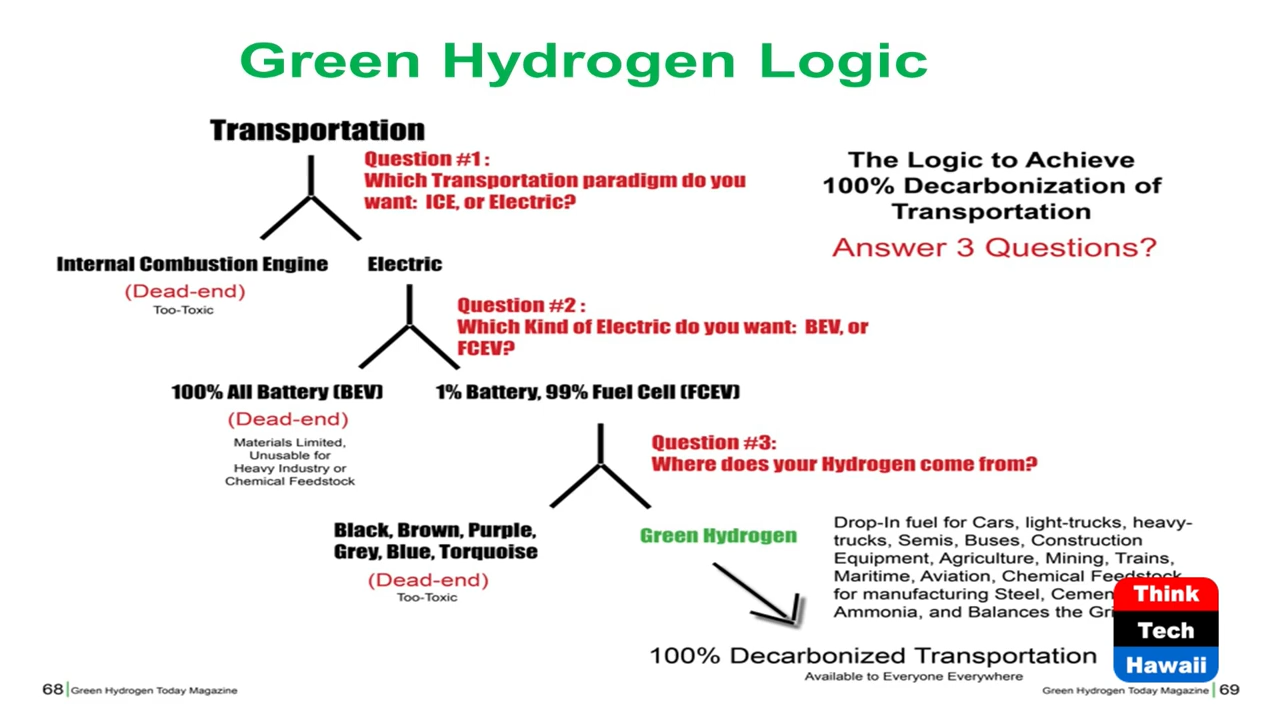 Green Hydrogen Logic
Transportation
Question #1:
Which Transportation paradigm do you
want: ICE, or Electric?
The Logic to Achieve
100% Decarbonization of
Transportation
Answer 3 Questions?
Internal Combustion Engine
(Dead-end)
Too-Toxic
Electric
Question #2 :
Which Kind of Electric do you want: BEV, or
FCEV?
100% All Battery (BEV)
(Dead-end)
Materials Limited,
Unusable for
Heavy Industry or
Chemical Feedstock
1% Battery, 99% Fuel Cell (FCEV)
Question #3:
Where does your Hydrogen come from?
Black, Brown, Purple,
Grey, Blue, Torquoise
(Dead-end)
Too-Toxic
Green Hydrogen
Drop-In fuel for Cars, light-trucks, heavy-
trucks, Semis, Buses, Construction
Equipment, Agriculture, Mining, Trains,
Maritime, Aviation, Chemical Feedstock
for manufacturing Steel,
Ammonia, and Balances the
100% Decarbonized Transportation
Available to Everyone Everywhere
Think
Tech
Hawaii
68 Green Hydrogen Today Magazine
Green Hydrogen Today Magazine 69